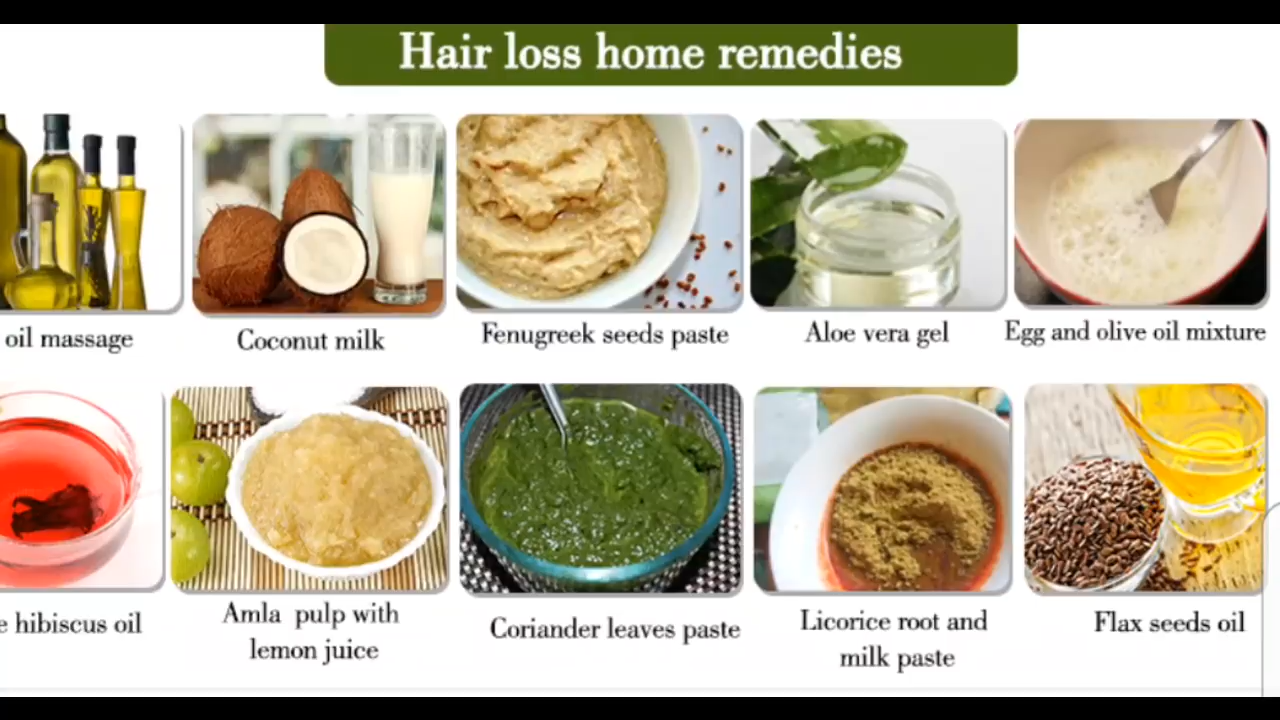 Hair loss home remedies
oil massage
Coconut milk
Fenugreek seeds paste
Aloe vera gel
Egg and olive oil mixture
hibiscus oil
Amla pulp with
lemon juice
Coriander leaves paste
Licorice root and
milk paste
Flax seeds oil